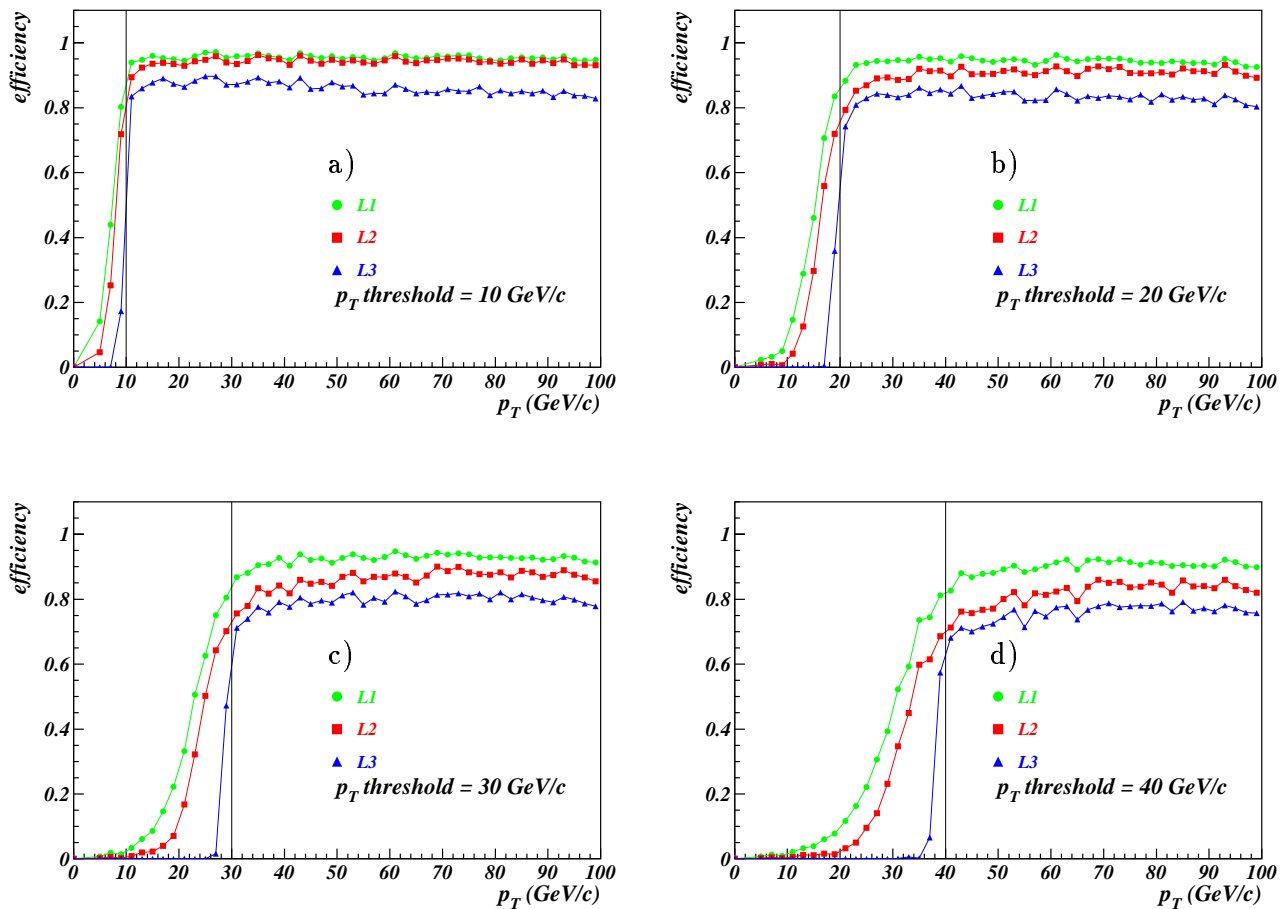 efficiency
1
0.8
0.6
0.4
0.2
0
a)
L1
L2
L3
p_T threshold = 10 GeV/c
0 10 20 30 40 50 60 70 80 90 100
p_T (GeV/c)
efficiency
1
0.8
0.6
0.4
0.2
0
b)
L1
L2
L3
p_T threshold = 20 GeV/c
0 10 20 30 40 50 60 70 80 90 100
p_T (GeV/c)
efficiency
1
0.8
0.6
0.4
0.2
0
c)
L1
L2
L3
p_T threshold = 30 GeV/c
0 10 20 30 40 50 60 70 80 90 100
p_T (GeV/c)
efficiency
1
0.8
0.6
0.4
0.2
0
d)
L1
L2
L3
p_T threshold = 40 GeV/c
0 10 20 30 40 50 60 70 80 90 100
p_T (GeV/c)